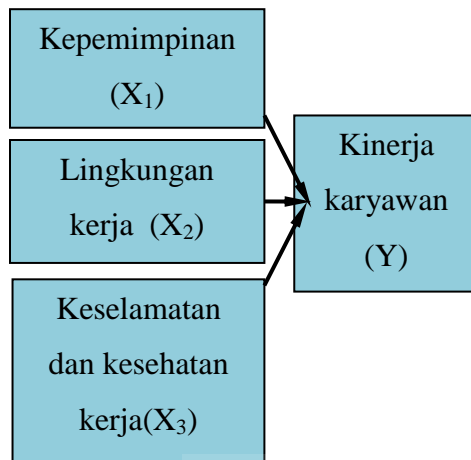 Kepemimpinan
(X₁)
Lingkungan
kerja (X₂)
Keselamatan
dan kesehatan
kerja(X₃)
Kinerja
karyawan
(Y)